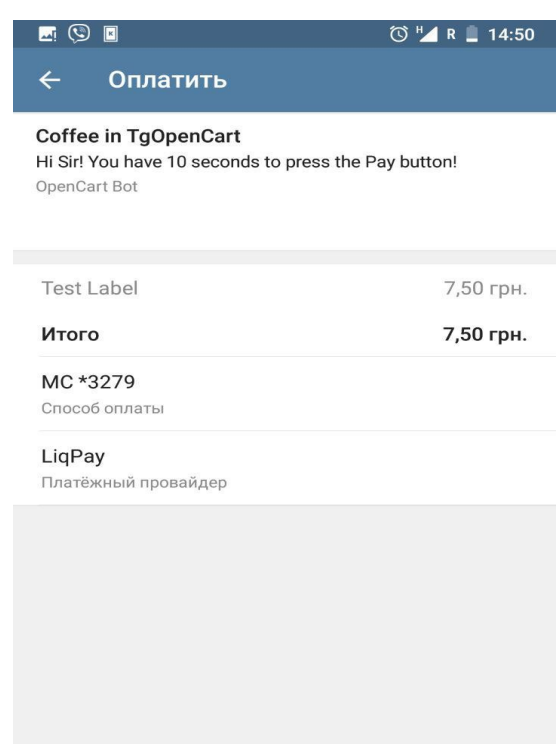 H R 14:50
Оплатить
Coffee in TgOpenCart
Hi Sir! You have 10 seconds to press the Pay button!
OpenCart Bot
Test Label 7,50 грн.
Итого 7,50 грн.
MC *3279
Способ оплаты
LiqPay
Платёжный провайдер